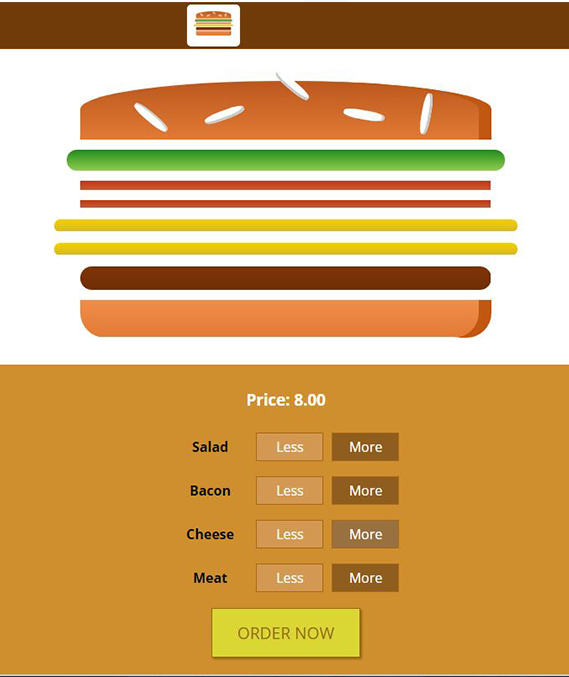 Price: 8.00
Salad Less More
Bacon Less More
Cheese Less More
Meat Less More
ORDER NOW